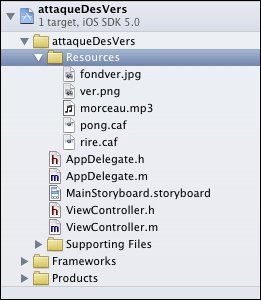 attaqueDesVers
1 target, iOS SDK 5.0
attaqueDesVers
Resources
fondver.jpg
ver.png
morceau.mp3
pong.caf
rire.caf
h AppDelegate.h
m AppDelegate.m
MainStoryboard.storyboard
h ViewController.h
m ViewController.m
Supporting Files
Frameworks
Products